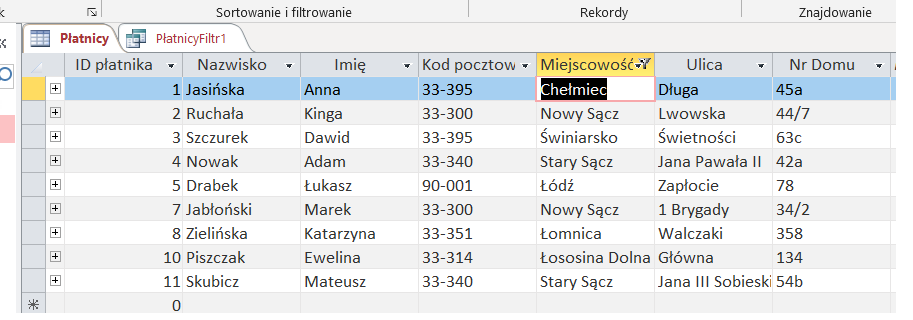 Sortowanie i filtrowanie Rekordy Znajdowanie
Płatnicy PłatnicyFiltr1
ID płatnika Nazwisko Imię Kod pocztow Miejscowość Ulica Nr Domu
1 Jasińska Anna 33-395 Chełmiec Długa 45a
2 Ruchała Kinga 33-300 Nowy Sącz Lwowska 44/7
3 Szczurek Dawid 33-395 Świniarsko Świetności 63c
4 Nowak Adam 33-340 Stary Sącz Jana Pawała II 42a
5 Drabek Łukasz 90-001 Łódź Zapłocie 78
7 Jabłoński Marek 33-300 Nowy Sącz 1 Brygady 34/2
8 Zielińska Katarzyna 33-351 Łomnica Walczaki 358
10 Piszczak Ewelina 33-314 Łososina Dolna Główna 134
11 Skubicz Mateusz 33-340 Stary Sącz Jana III Sobieski 54b
0